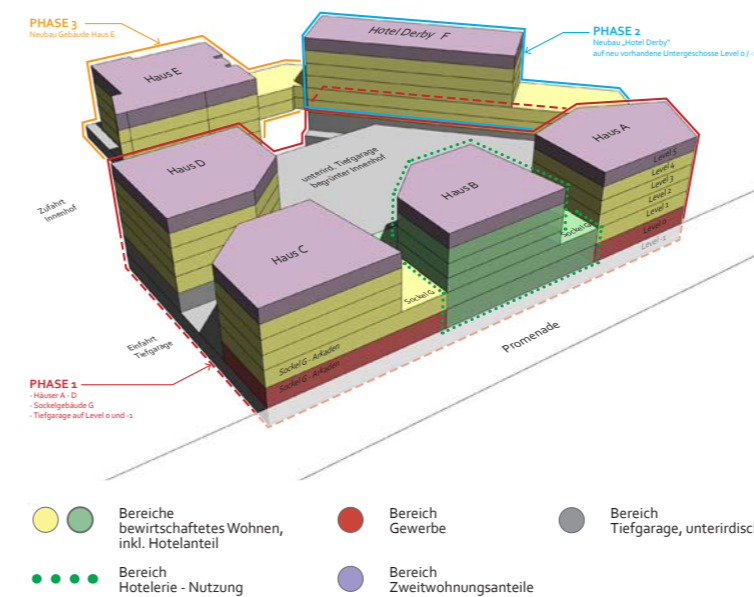 PHASE 3
Neubau Gebäude Haus E
PHASE 2
Neubau „Hotel Derby"
auf neu vorhandene Untergeschosse Level 0 / -
Hotel Derby F
Haus E
Haus A
Haus D
unterird. Tiefgarage
begrünter Innenhof
Haus B
Level 5
Level 4
Level 3
Level 2
Level 1
Level 0
Level -1
Zufahrt
Innenhof
Haus C
Sockel G
Sockel G
Einfahrt
Tiefgarage
Sockel G - Arkaden
Sockel G - Arkaden
Promenade
PHASE 1
- Häuser A - D
- Sockelgebäude G
- Tiefgarage auf Level 0 und -1
Bereiche
bewirtschaftetes Wohnen,
inkl. Hotelanteil
Bereich
Gewerbe
Bereich
Tiefgarage, unterirdisc
Bereich
Hotelerie - Nutzung
Bereich
Zweitwohnungsanteile